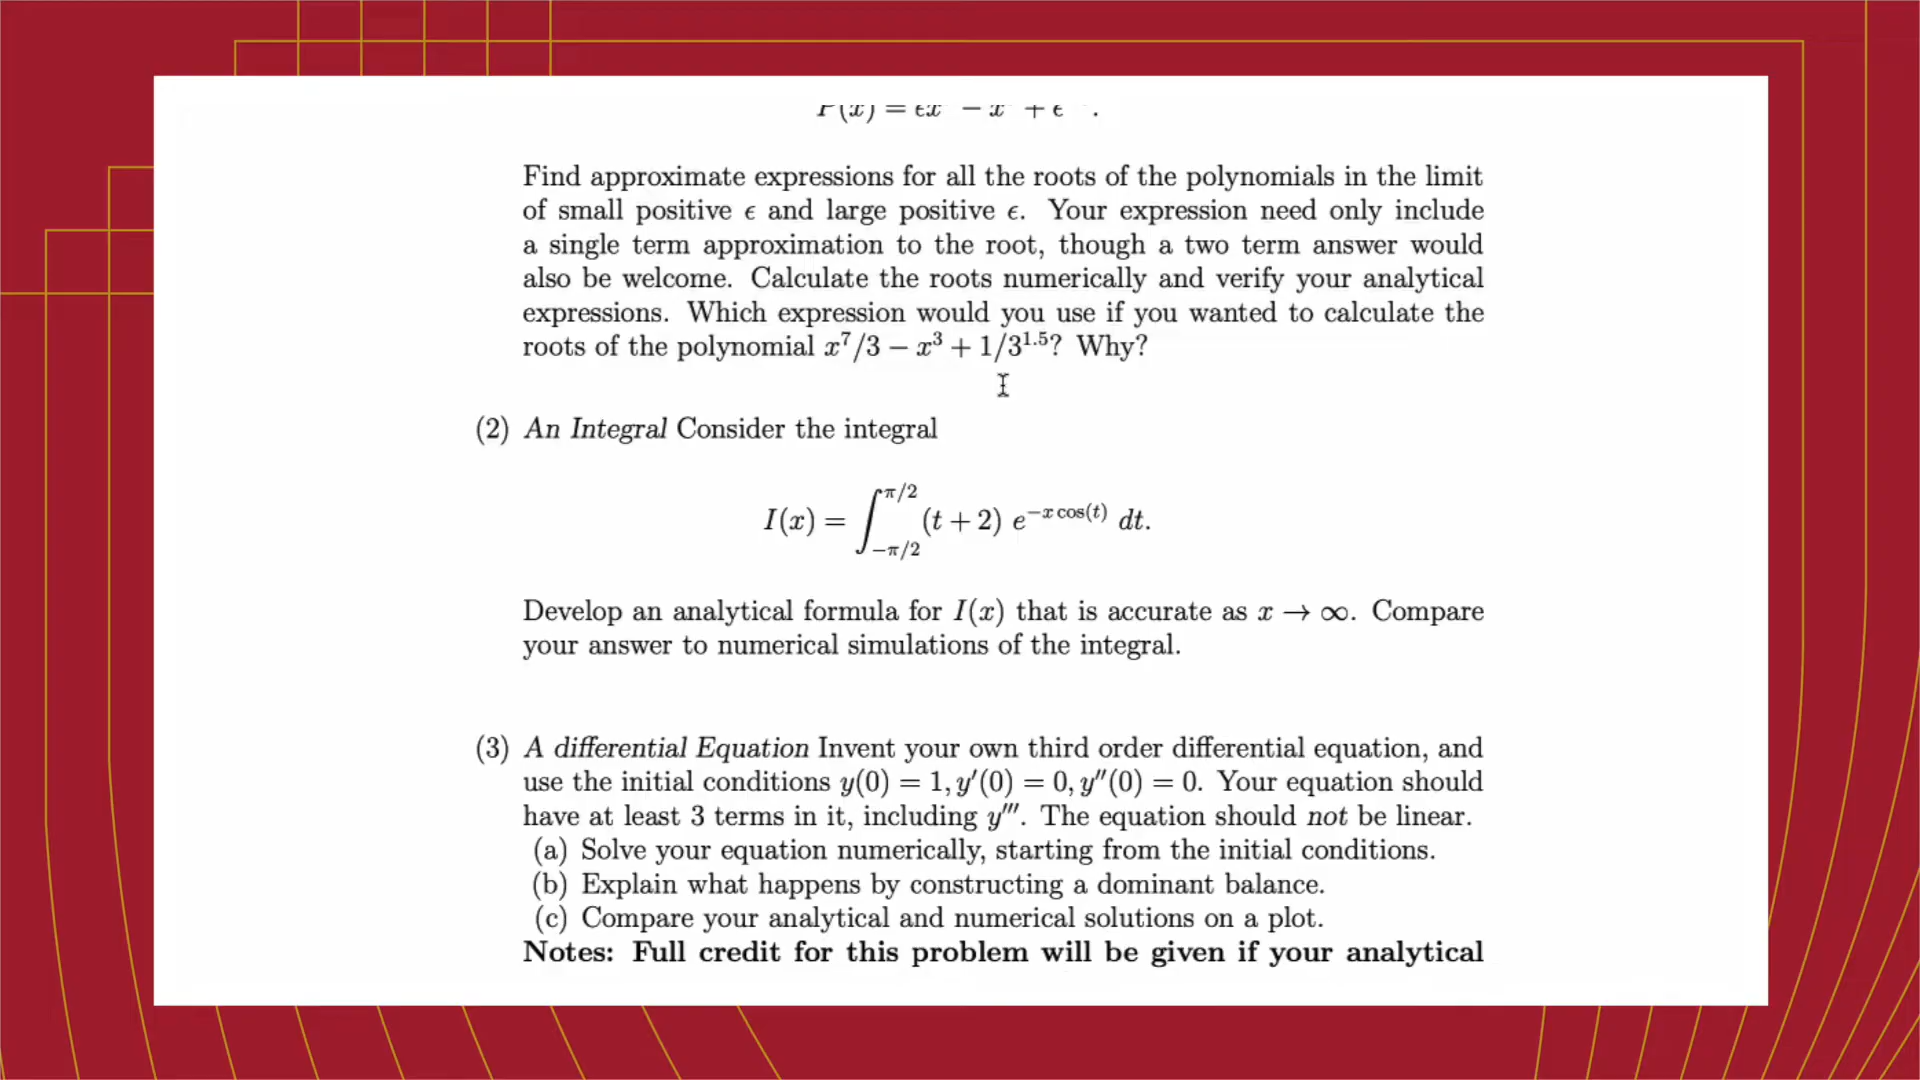 P(x) = ϵx − x + ϵ .
Find approximate expressions for all the roots of the polynomials in the limit
of small positive ϵ and large positive ϵ. Your expression need only include
a single term approximation to the root, though a two term answer would
also be welcome. Calculate the roots numerically and verify your analytical
expressions. Which expression would you use if you wanted to calculate the
roots of the polynomial x⁷/3 − x³ + 1/3^{1.5}? Why?
(2) An Integral Consider the integral
I(x) = ∫_{−π/2}^{π/2} (t + 2) e^{−x cos(t)} dt.
Develop an analytical formula for I(x) that is accurate as x → ∞. Compare
your answer to numerical simulations of the integral.
(3) A differential Equation Invent your own third order differential equation, and
use the initial conditions y(0) = 1, y′(0) = 0, y″(0) = 0. Your equation should
have at least 3 terms in it, including y‴. The equation should not be linear.
(a) Solve your equation numerically, starting from the initial conditions.
(b) Explain what happens by constructing a dominant balance.
(c) Compare your analytical and numerical solutions on a plot.
Notes: Full credit for this problem will be given if your analytical